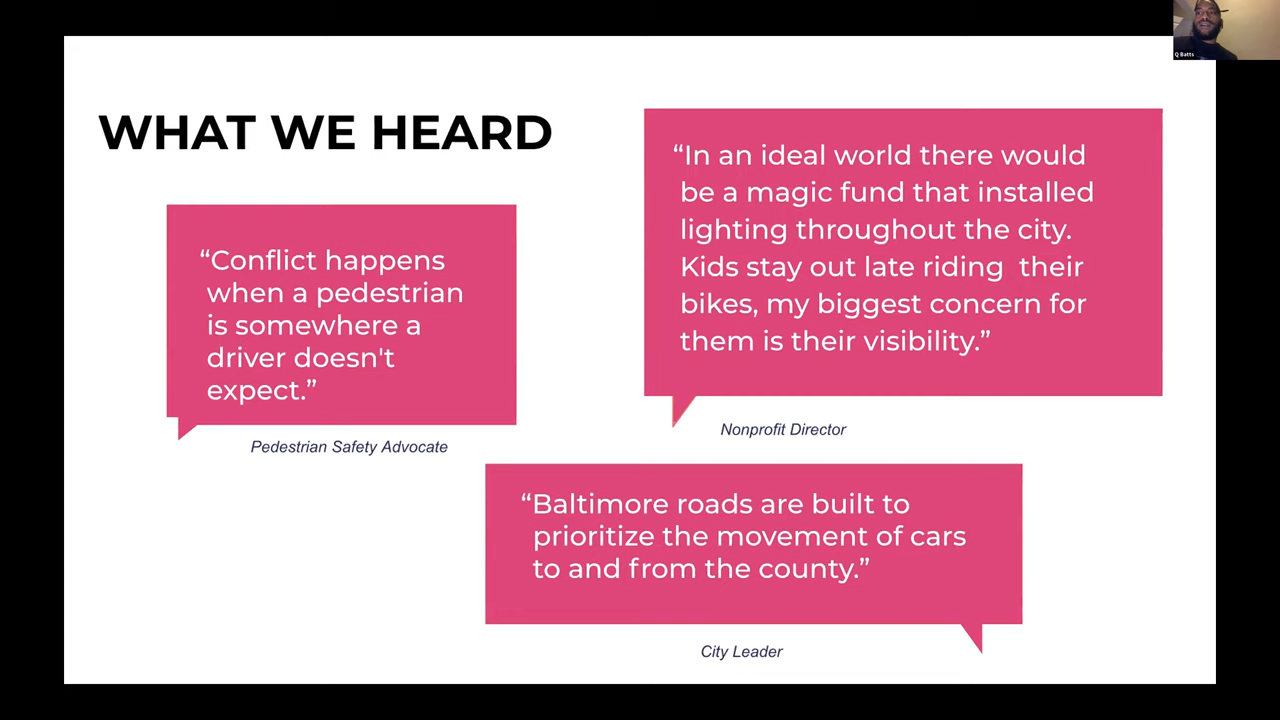 WHAT WE HEARD
“Conflict happens
when a pedestrian
is somewhere a
driver doesn't
expect.”
Pedestrian Safety Advocate
“In an ideal world there would
be a magic fund that installed
lighting throughout the city.
Kids stay out late riding  their
bikes, my biggest concern for
them is their visibility.”
Nonprofit Director
“Baltimore roads are built to
prioritize the movement of cars
to and from the county.”
City Leader
Q Batts